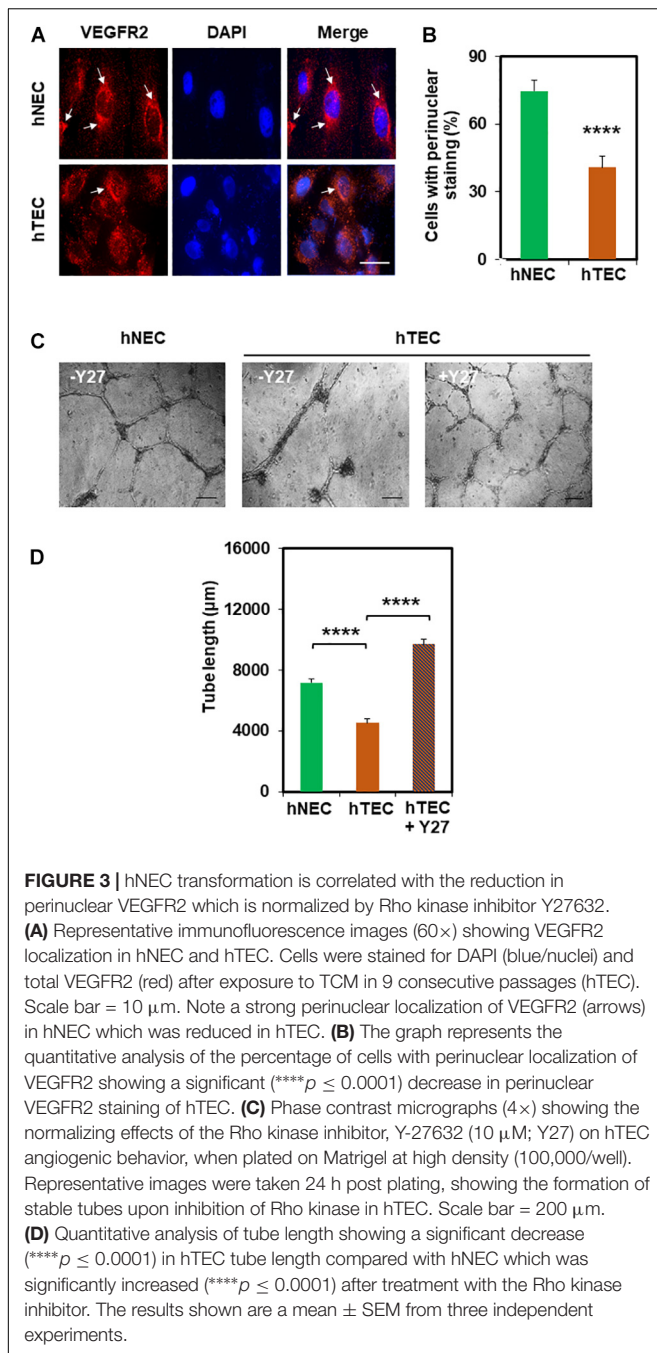 A VEGFR2 DAPI Merge
hNEC
hTEC
B
Cells with perinuclear
stainng (%)
90
60
30
0
****
hNEC hTEC
C hNEC hTEC
-Y27 -Y27 +Y27
D
Tube length (µm)
16000
12000
8000
4000
0
**** ****
hNEC hTEC hTEC
+ Y27
FIGURE 3 | hNEC transformation is correlated with the reduction in
perinuclear VEGFR2 which is normalized by Rho kinase inhibitor Y27632.
(A) Representative immunofluorescence images (60×) showing VEGFR2
localization in hNEC and hTEC. Cells were stained for DAPI (blue/nuclei) and
total VEGFR2 (red) after exposure to TCM in 9 consecutive passages (hTEC).
Scale bar = 10 µm. Note a strong perinuclear localization of VEGFR2 (arrows)
in hNEC which was reduced in hTEC. (B) The graph represents the
quantitative analysis of the percentage of cells with perinuclear localization of
VEGFR2 showing a significant (****p ≤ 0.0001) decrease in perinuclear
VEGFR2 staining of hTEC. (C) Phase contrast micrographs (4×) showing the
normalizing effects of the Rho kinase inhibitor, Y-27632 (10 µM; Y27) on hTEC
angiogenic behavior, when plated on Matrigel at high density (100,000/well).
Representative images were taken 24 h post plating, showing the formation of
stable tubes upon inhibition of Rho kinase in hTEC. Scale bar = 200 µm.
(D) Quantitative analysis of tube length showing a significant decrease
(****p ≤ 0.0001) in hTEC tube length compared with hNEC which was
significantly increased (****p ≤ 0.0001) after treatment with the Rho kinase
inhibitor. The results shown are a mean ± SEM from three independent
experiments.